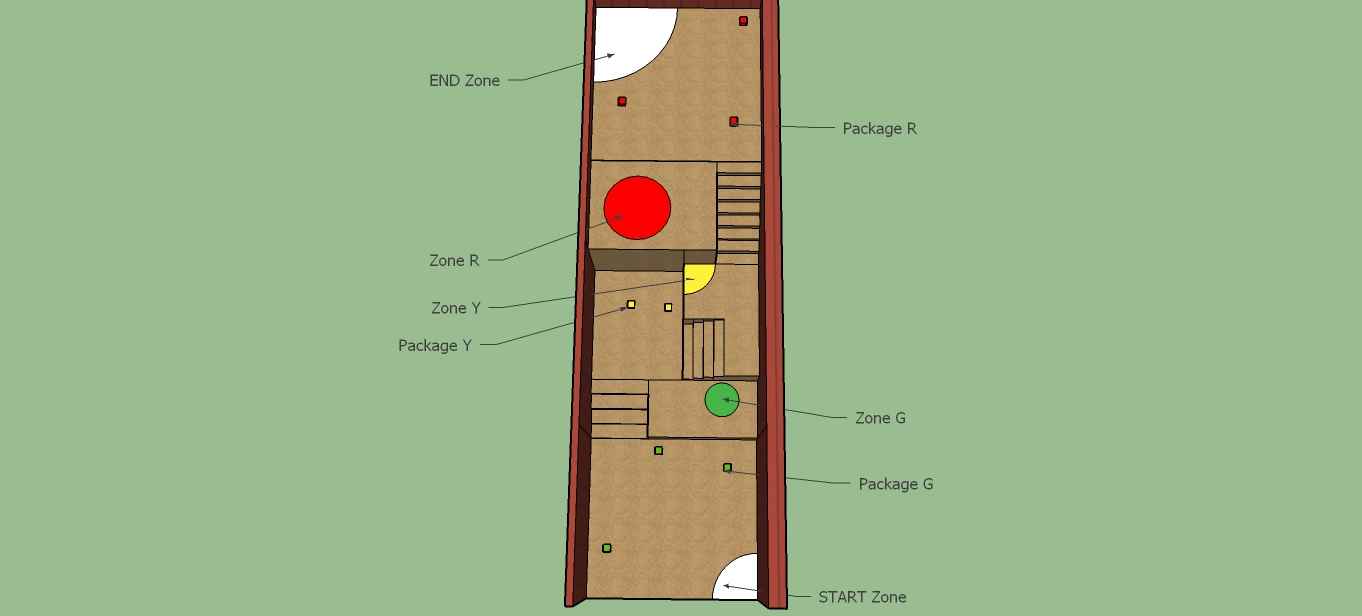 END Zone
Package R
Zone R
Zone Y
Package Y
Zone G
Package G
START Zone